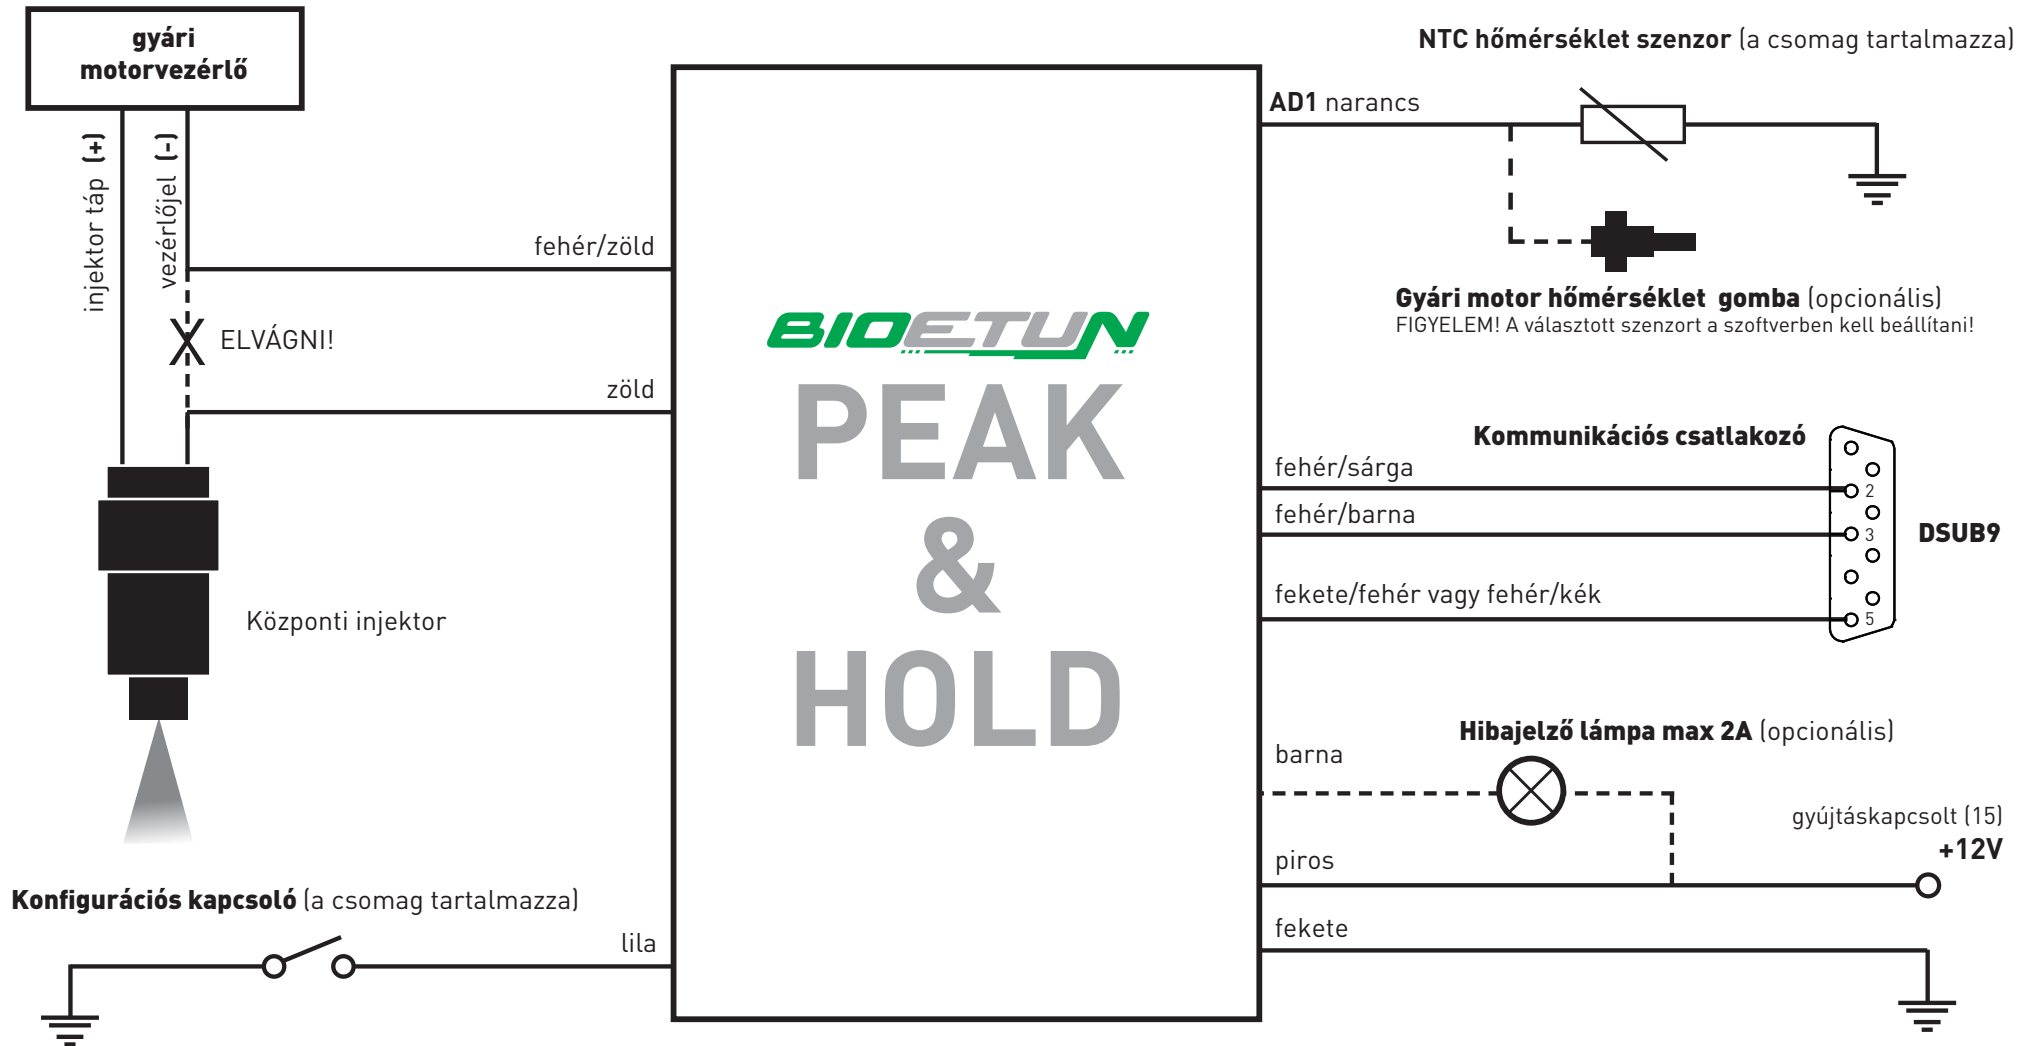 gyári
motorvezérlő
injektor táp (+)
vezérlőjel (-)
fehér/zöld
X ELVÁGNI!
zöld
Központi injektor
Konfigurációs kapcsoló (a csomag tartalmazza)
lila
BIOETUN
PEAK
&
HOLD
NTC hőmérséklet szenzor (a csomag tartalmazza)
AD1 narancs
Gyári motor hőmérséklet gomba (opcionális)
FIGYELEM! A választott szenzort a szoftverben kell beállítani!
Kommunikációs csatlakozó
fehér/sárga
2
fehér/barna
3
DSUB9
fekete/fehér vagy fehér/kék
5
Hibajelző lámpa max 2A (opcionális)
barna
gyújtáskapcsolt (15)
+12V
piros
fekete